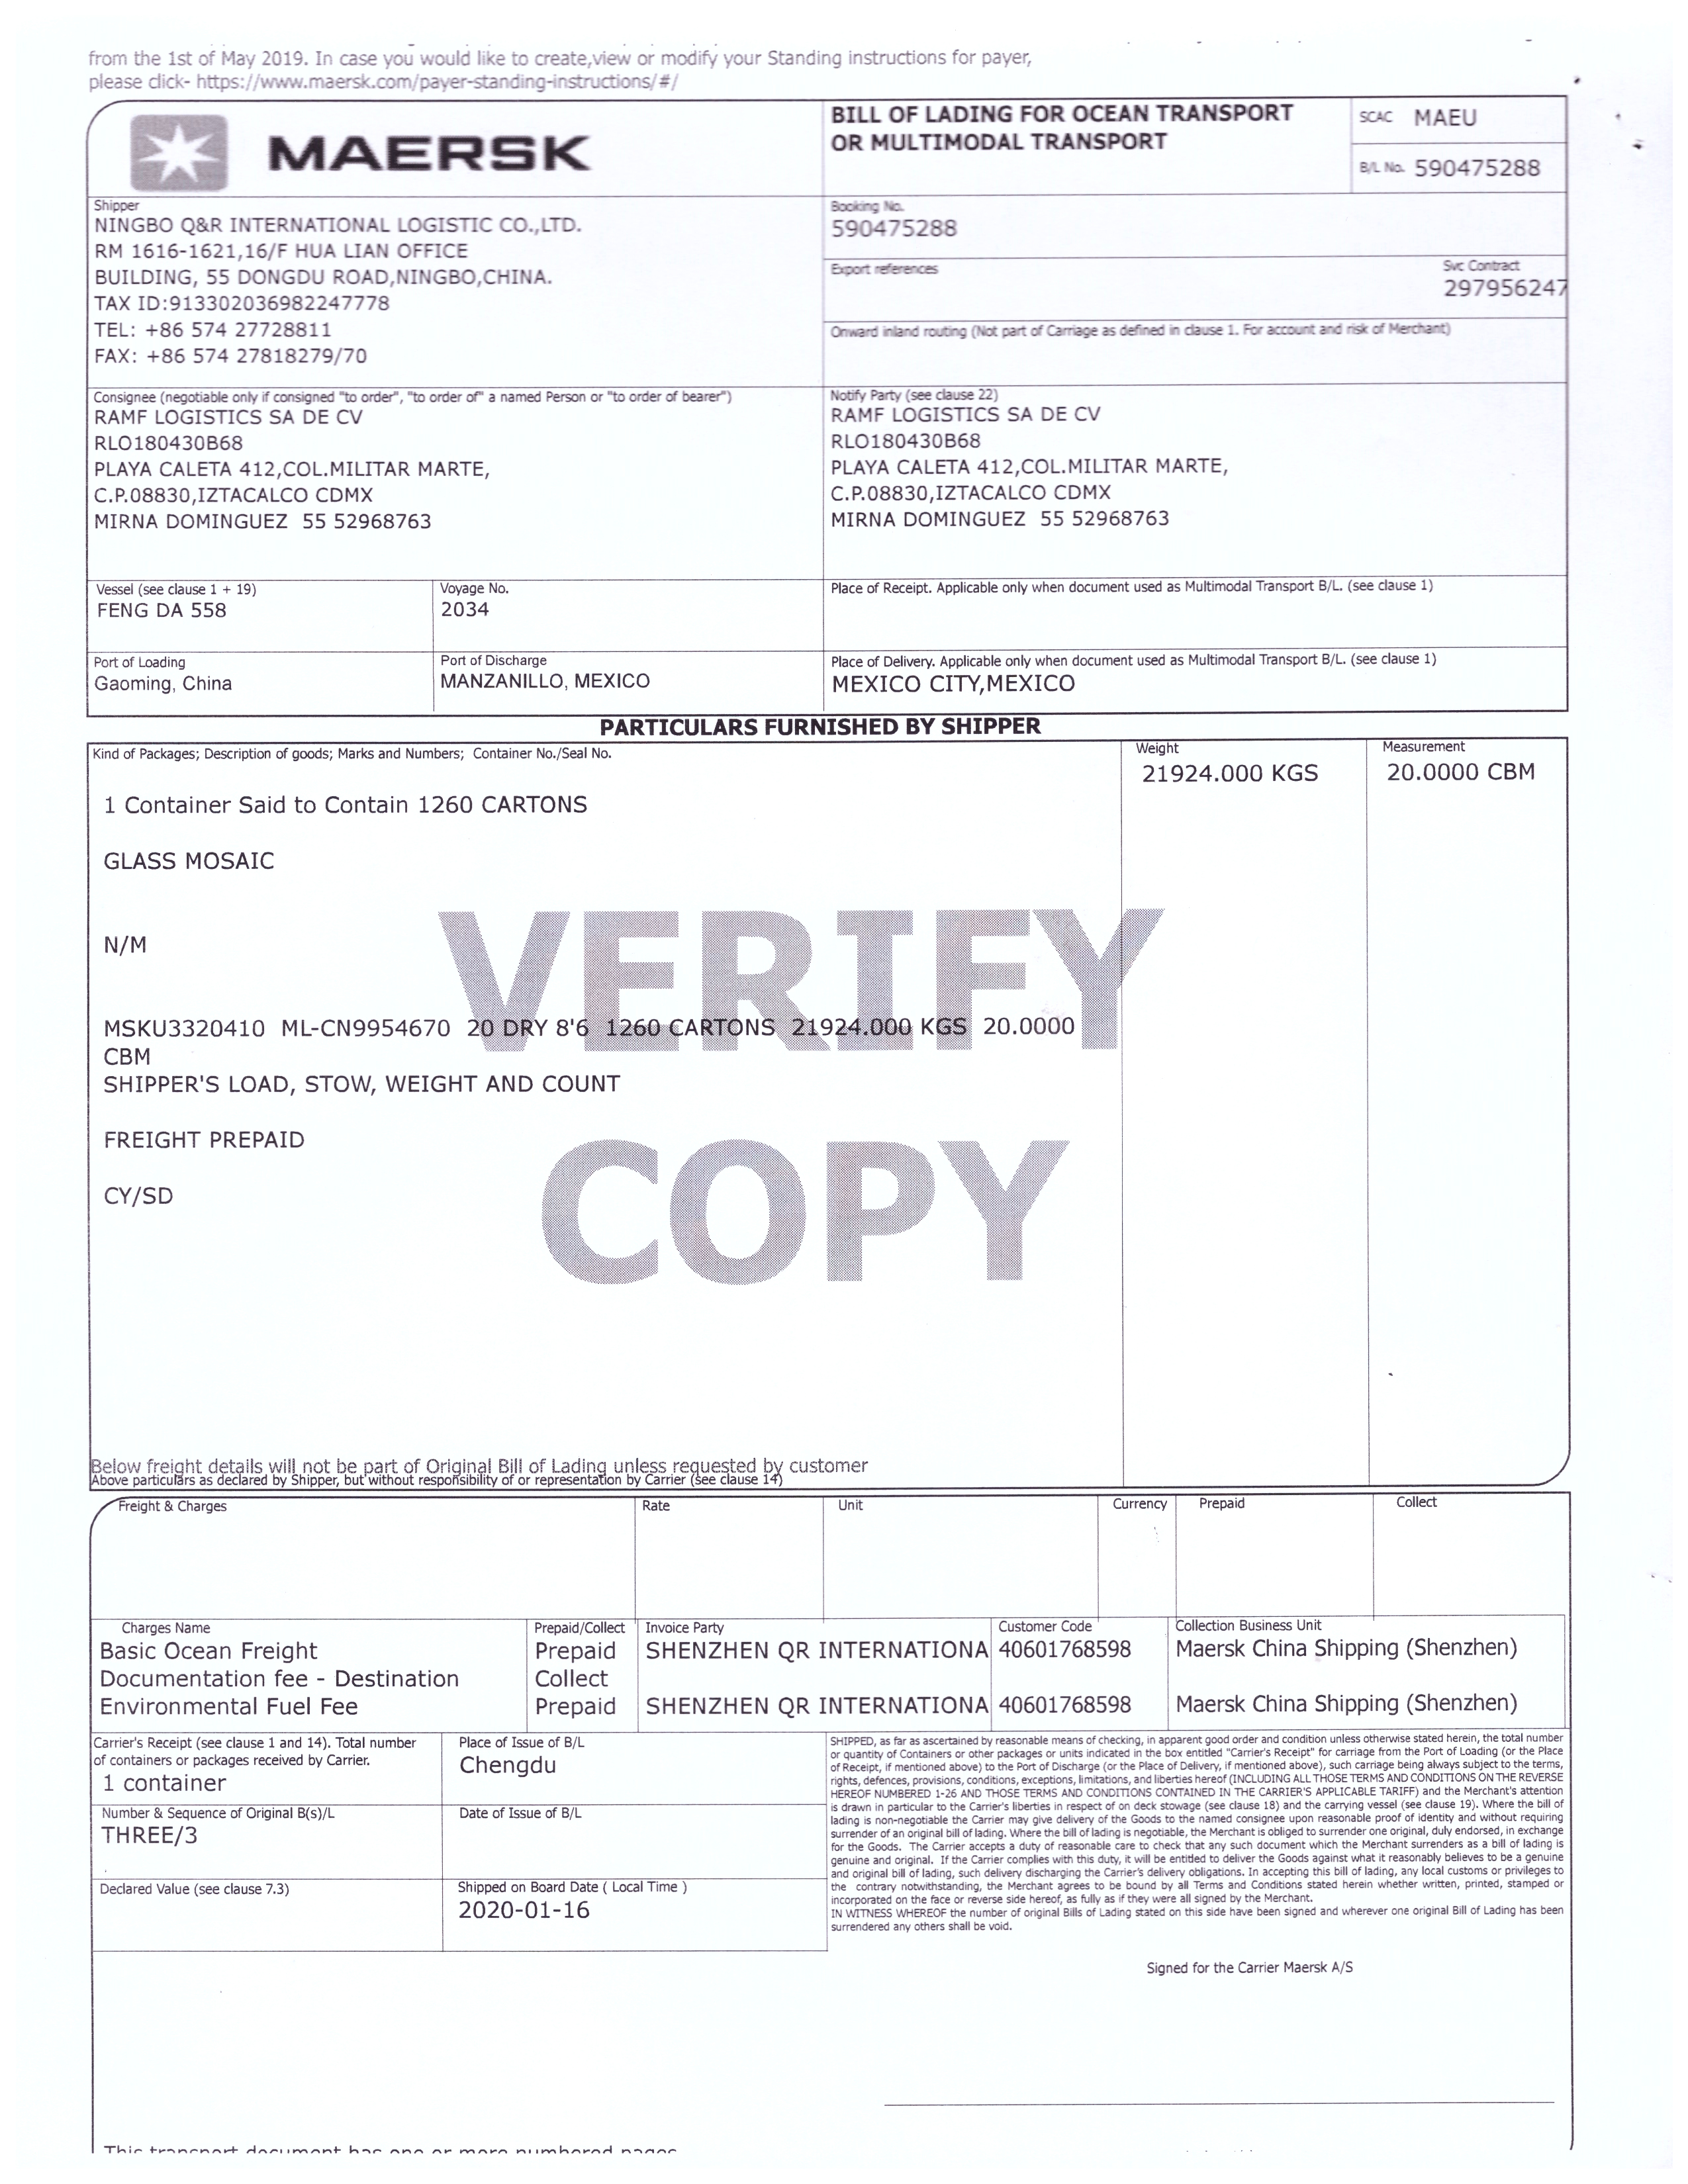 from the 1st of May 2019. In case you would like to create,view or modify your Standing instructions for payer,
please click- https://www.maersk.com/payer-standing-instructions/#/
MAERSK
BILL OF LADING FOR OCEAN TRANSPORT
OR MULTIMODAL TRANSPORT
SCAC MAEU
B/L No. 590475288
Shipper
NINGBO Q&R INTERNATIONAL LOGISTIC CO.,LTD.
RM 1616-1621,16/F HUA LIAN OFFICE
BUILDING, 55 DONGDU ROAD,NINGBO,CHINA.
TAX ID:913302036982247778
TEL: +86 574 27728811
FAX: +86 574 27818279/70
Booking No.
590475288
Export references
Svc Contract
297956247
Onward inland routing (Not part of Carriage as defined in clause 1. For account and risk of Merchant)
Consignee (negotiable only if consigned "to order", "to order of" a named Person or "to order of bearer")
RAMF LOGISTICS SA DE CV
RLO180430B68
PLAYA CALETA 412,COL.MILITAR MARTE,
C.P.08830,IZTACALCO CDMX
MIRNA DOMINGUEZ 55 52968763
Notify Party (see clause 22)
RAMF LOGISTICS SA DE CV
RLO180430B68
PLAYA CALETA 412,COL.MILITAR MARTE,
C.P.08830,IZTACALCO CDMX
MIRNA DOMINGUEZ 55 52968763
Vessel (see clause 1 + 19)
FENG DA 558
Voyage No.
2034
Place of Receipt. Applicable only when document used as Multimodal Transport B/L. (see clause 1)
Port of Loading
Gaoming, China
Port of Discharge
MANZANILLO, MEXICO
Place of Delivery. Applicable only when document used as Multimodal Transport B/L. (see clause 1)
MEXICO CITY,MEXICO
PARTICULARS FURNISHED BY SHIPPER
Kind of Packages; Description of goods; Marks and Numbers; Container No./Seal No.
Weight
21924.000 KGS
Measurement
20.0000 CBM
1 Container Said to Contain 1260 CARTONS
GLASS MOSAIC
N/M
VERIFY
MSKU3320410 ML-CN9954670 20 DRY 8'6 1260 CARTONS 21924.000 KGS 20.0000
CBM
SHIPPER'S LOAD, STOW, WEIGHT AND COUNT
FREIGHT PREPAID
COPY
CY/SD
Below freight details will not be part of Original Bill of Lading unless requested by customer
Above particulars as declared by Shipper, but without responsibility of or representation by Carrier (see clause 14)
Freight & Charges
Rate
Unit
Currency
Prepaid
Collect
Charges Name
Prepaid/Collect
Invoice Party
Customer Code
Collection Business Unit
Basic Ocean Freight Prepaid SHENZHEN QR INTERNATIONA 40601768598 Maersk China Shipping (Shenzhen)
Documentation fee - Destination Collect
Environmental Fuel Fee Prepaid SHENZHEN QR INTERNATIONA 40601768598 Maersk China Shipping (Shenzhen)
Carrier's Receipt (see clause 1 and 14). Total number
of containers or packages received by Carrier.
1 container
Place of Issue of B/L
Chengdu
Number & Sequence of Original B(s)/L
THREE/3
Date of Issue of B/L
Declared Value (see clause 7.3)
Shipped on Board Date ( Local Time )
2020-01-16
SHIPPED, as far as ascertained by reasonable means of checking, in apparent good order and condition unless otherwise stated herein, the total number
or quantity of Containers or other packages or units indicated in the box entitled "Carrier's Receipt" for carriage from the Port of Loading (or the Place
of Receipt, if mentioned above) to the Port of Discharge (or the Place of Delivery, if mentioned above), such carriage being always subject to the terms,
rights, defences, provisions, conditions, exceptions, limitations, and liberties hereof (INCLUDING ALL THOSE TERMS AND CONDITIONS ON THE REVERSE
HEREOF NUMBERED 1-26 AND THOSE TERMS AND CONDITIONS CONTAINED IN THE CARRIER'S APPLICABLE TARIFF) and the Merchant's attention
is drawn in particular to the Carrier's liberties in respect of on deck stowage (see clause 18) and the carrying vessel (see clause 19). Where the bill of
lading is non-negotiable the Carrier may give delivery of the Goods to the named consignee upon reasonable proof of identity and without requiring
surrender of an original bill of lading. Where the bill of lading is negotiable, the Merchant is obliged to surrender one original, duly endorsed, in exchange
for the Goods. The Carrier accepts a duty of reasonable care to check that any such document which the Merchant surrenders as a bill of lading is
genuine and original. If the Carrier complies with this duty, it will be entitled to deliver the Goods against what it reasonably believes to be a genuine
and original bill of lading, such delivery discharging the Carrier's delivery obligations. In accepting this bill of lading, any local customs or privileges to
the contrary notwithstanding, the Merchant agrees to be bound by all Terms and Conditions stated herein whether written, printed, stamped or
incorporated on the face or reverse side hereof, as fully as if they were all signed by the Merchant.
IN WITNESS WHEREOF the number of original Bills of Lading stated on this side have been signed and wherever one original Bill of Lading has been
surrendered any others shall be void.
Signed for the Carrier Maersk A/S
This transport document has one or more numbered pages